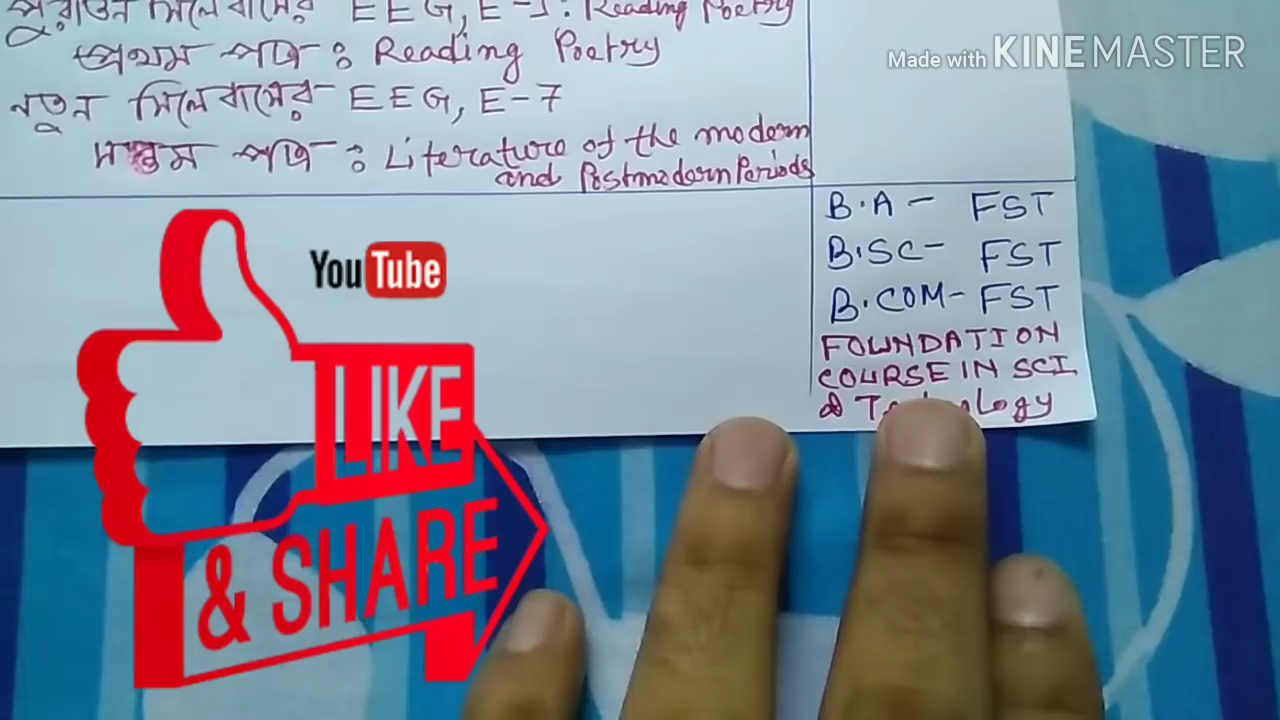 পুরাতন সিলেবাসের EEG, E-1: Reading Poetry
প্রথম পত্র : Reading Poetry
নতুন সিলেবাসের EEG, E-7
সপ্তম পত্র : Literature of the modern
and Postmodern Periods
B.A - FST
B.SC- FST
B.COM- FST
FOUNDATION
COURSE IN SCI
& Technology
Made with KINEMASTER
YouTube
LIKE
& SHARE